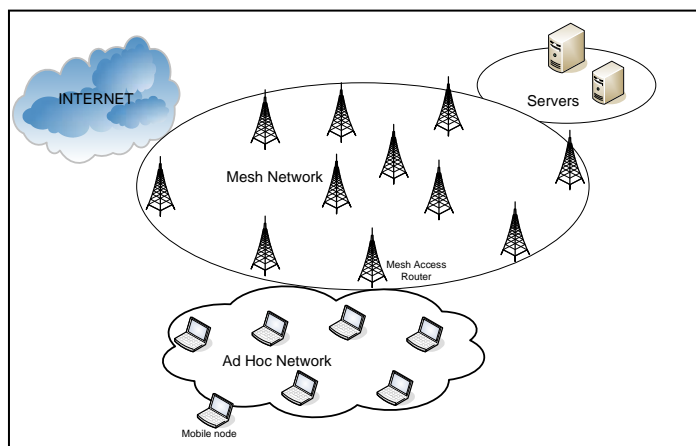 INTERNET
Servers
Mesh Network
Mesh Access
Router
Ad Hoc Network
Mobile node